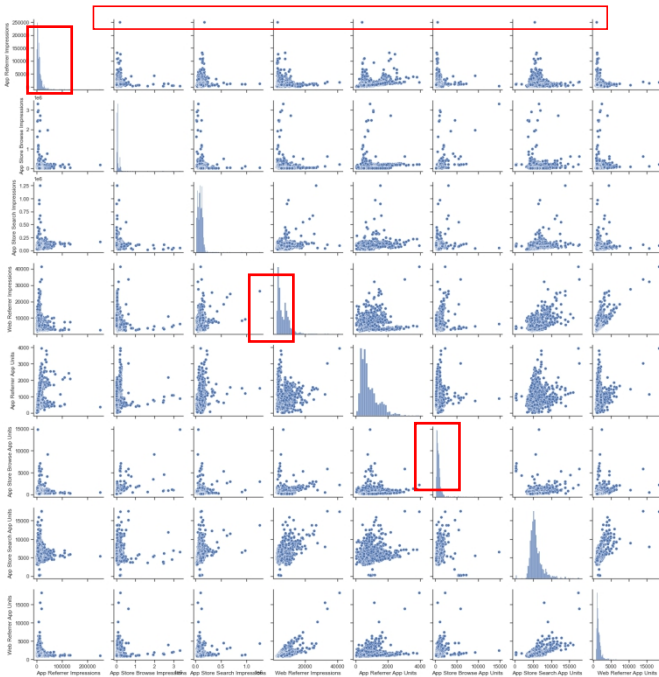 App Referrer Impressions
250000
200000
150000
100000
50000
1e6
App Store Browse Impressions
3
2
1
0
1e6
App Store Search Impressions
1.25
1.00
0.75
0.50
0.25
0.00
Web Referrer Impressions
40000
30000
20000
10000
0
App Referrer App Units
4000
3000
2000
1000
0
App Store Browse App Units
15000
10000
5000
0
App Store Search App Units
15000
10000
5000
0
Web Referrer App Units
15000
10000
5000
0
0 100000 200000
App Referrer Impressions
0 1 2 3
App Store Browse Impressions
0.0 0.5 1.0
App Store Search Impressions
20000 40000
Web Referrer Impressions
0 2000 4000
App Referrer App Units
0 5000 10000 15000
App Store Browse App Units
0 5000 10000 15000
App Store Search App Units
0 5000 10000 15000
Web Referrer App Units